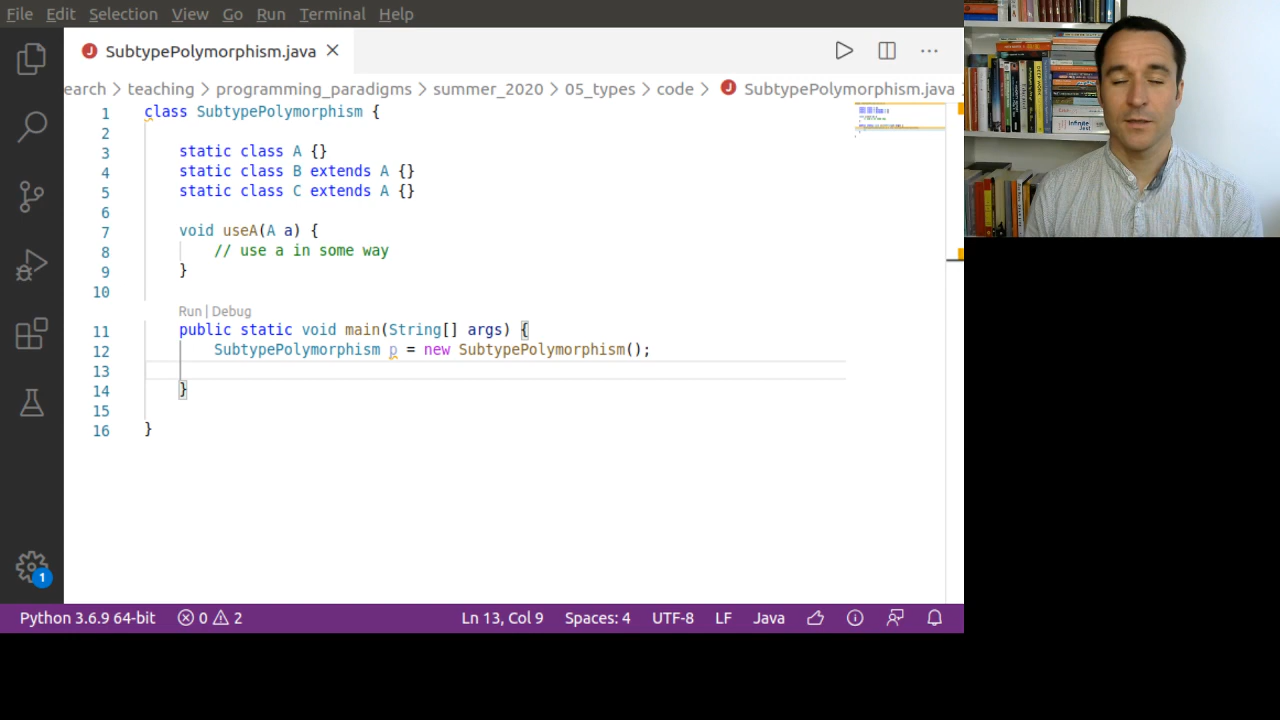 File Edit Selection View Go Run Terminal Help
SubtypePolymorphism.java
earch > teaching > programming_paradigms > summer_2020 > 05_types > code > SubtypePolymorphism.java
1 class SubtypePolymorphism {
2
3 static class A {}
4 static class B extends A {}
5 static class C extends A {}
6
7 void useA(A a) {
8 // use a in some way
9 }
10
Run | Debug
11 public static void main(String[] args) {
12 SubtypePolymorphism p = new SubtypePolymorphism();
13
14 }
15
16 }
1
Python 3.6.9 64-bit 0 2 Ln 13, Col 9 Spaces: 4 UTF-8 LF Java
Infinite Jest